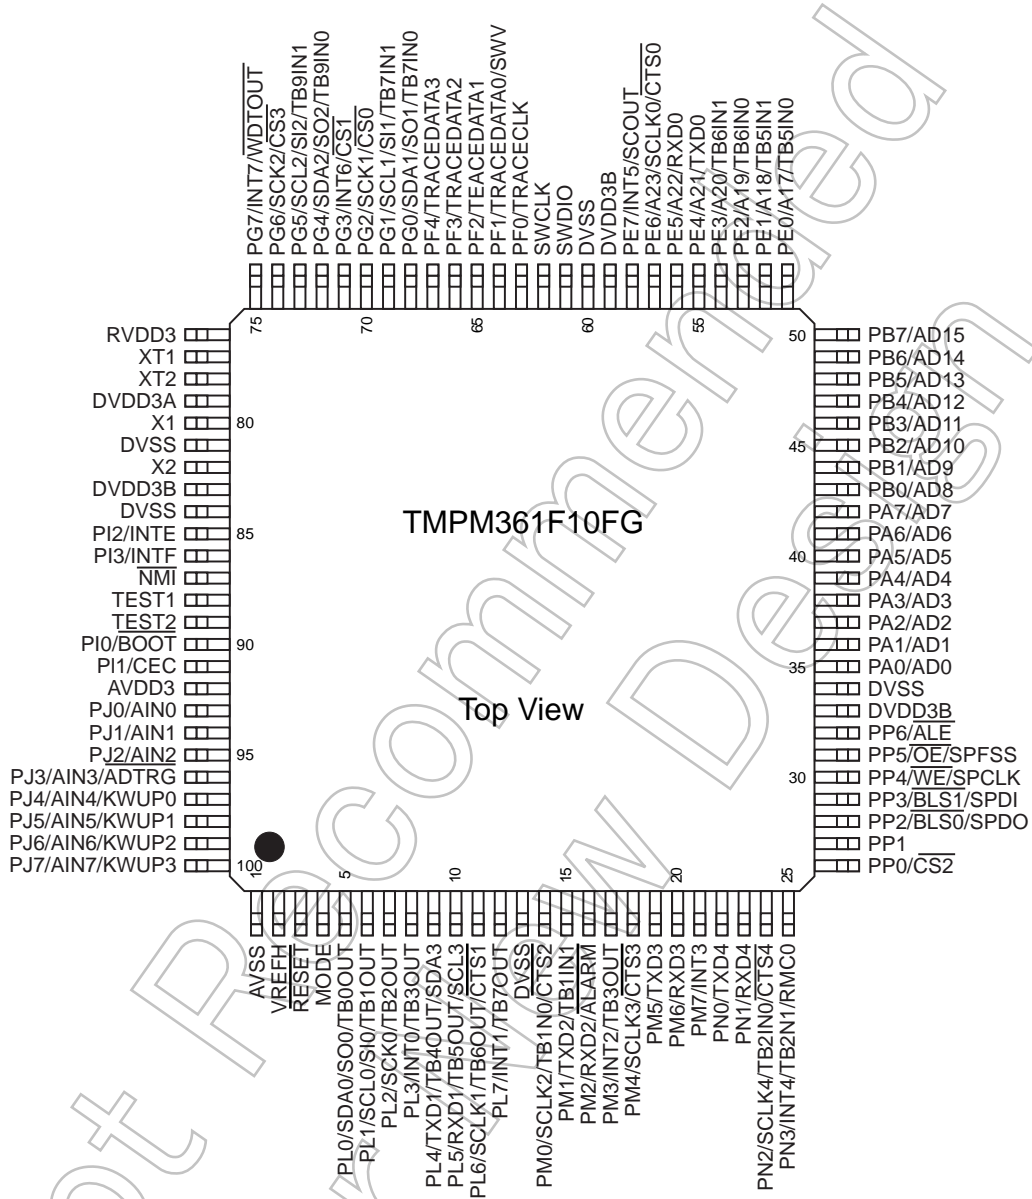 PG7/INT7/WDTOUT
PG6/SCK2/CS3
PG5/SCL2/SI2/TB9IN1
PG4/SDA2/SO2/TB9IN0
PG3/INT6/CS1
PG2/SCK1/CS0
PG1/SCL1/SI1/TB7IN1
PG0/SDA1/SO1/TB7IN0
PF4/TRACEDATA3
PF3/TRACEDATA2
PF2/TEACEDATA1
PF1/TRACEDATA0/SWV
PF0/TRACECLK
SWCLK
SWDIO
DVSS
DVDD3B
PE7/INT5/SCOUT
PE6/A23/SCLK0/CTS0
PE5/A22/RXD0
PE4/A21/TXD0
PE3/A20/TB6IN1
PE2/A19/TB6IN0
PE1/A18/TB5IN1
PE0/A17/TB5IN0
75
70
65
60
55
RVDD3
XT1
XT2
DVDD3A
X1
DVSS
X2
DVDD3B
DVSS
PI2/INTE
PI3/INTF
NMI
TEST1
TEST2
PI0/BOOT
PI1/CEC
AVDD3
PJ0/AIN0
PJ1/AIN1
PJ2/AIN2
PJ3/AIN3/ADTRG
PJ4/AIN4/KWUP0
PJ5/AIN5/KWUP1
PJ6/AIN6/KWUP2
PJ7/AIN7/KWUP3
80
85
90
95
100
TMPM361F10FG
Top View
50
45
40
35
30
PB7/AD15
PB6/AD14
PB5/AD13
PB4/AD12
PB3/AD11
PB2/AD10
PB1/AD9
PB0/AD8
PA7/AD7
PA6/AD6
PA5/AD5
PA4/AD4
PA3/AD3
PA2/AD2
PA1/AD1
PA0/AD0
DVSS
DVDD3B
PP6/ALE
PP5/OE/SPFSS
PP4/WE/SPCLK
PP3/BLS1/SPDI
PP2/BLS0/SPDO
PP1
PP0/CS2
1
5
10
15
20
25
AVSS
VREFH
RESET
MODE
PL0/SDA0/SO0/TB0OUT
PL1/SCL0/SI0/TB1OUT
PL2/SCK0/TB2OUT
PL3/INT0/TB3OUT
PL4/TXD1/TB4OUT/SDA3
PL5/RXD1/TB5OUT/SCL3
PL6/SCLK1/TB6OUT/CTS1
PL7/INT1/TB7OUT
DVSS
PM0/SCLK2/TB1N0/CTS2
PM1/TXD2/TB1IN1
PM2/RXD2/ALARM
PM3/INT2/TB3OUT
PM4/SCLK3/CTS3
PM5/TXD3
PM6/RXD3
PM7/INT3
PN0/TXD4
PN1/RXD4
PN2/SCLK4/TB2IN0/CTS4
PN3/INT4/TB2N1/RMC0
ot Recommended
r New Design